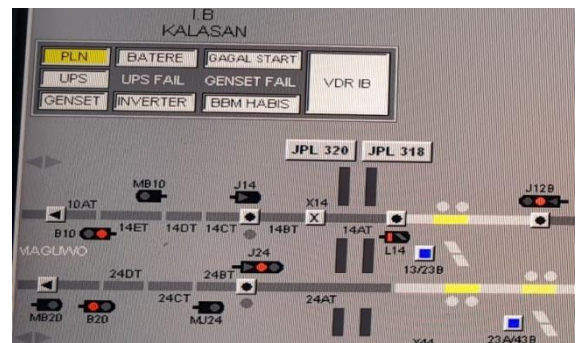 I.B
KALASAN
PLN BATERE GAGAL START
UPS UPS FAIL GENSET FAIL VDR IB
GENSET INVERTER BBM HABIS
JPL 320 JPL 318
MB10 J14 X14 J12B
10AT
B10 14ET 14DT 14CT 14BT 14AT L14
MAGUWO
J24 13/23B
24DT 24BT
24CT 24AT
MB20 B20 MJ24
X44 23A/43B